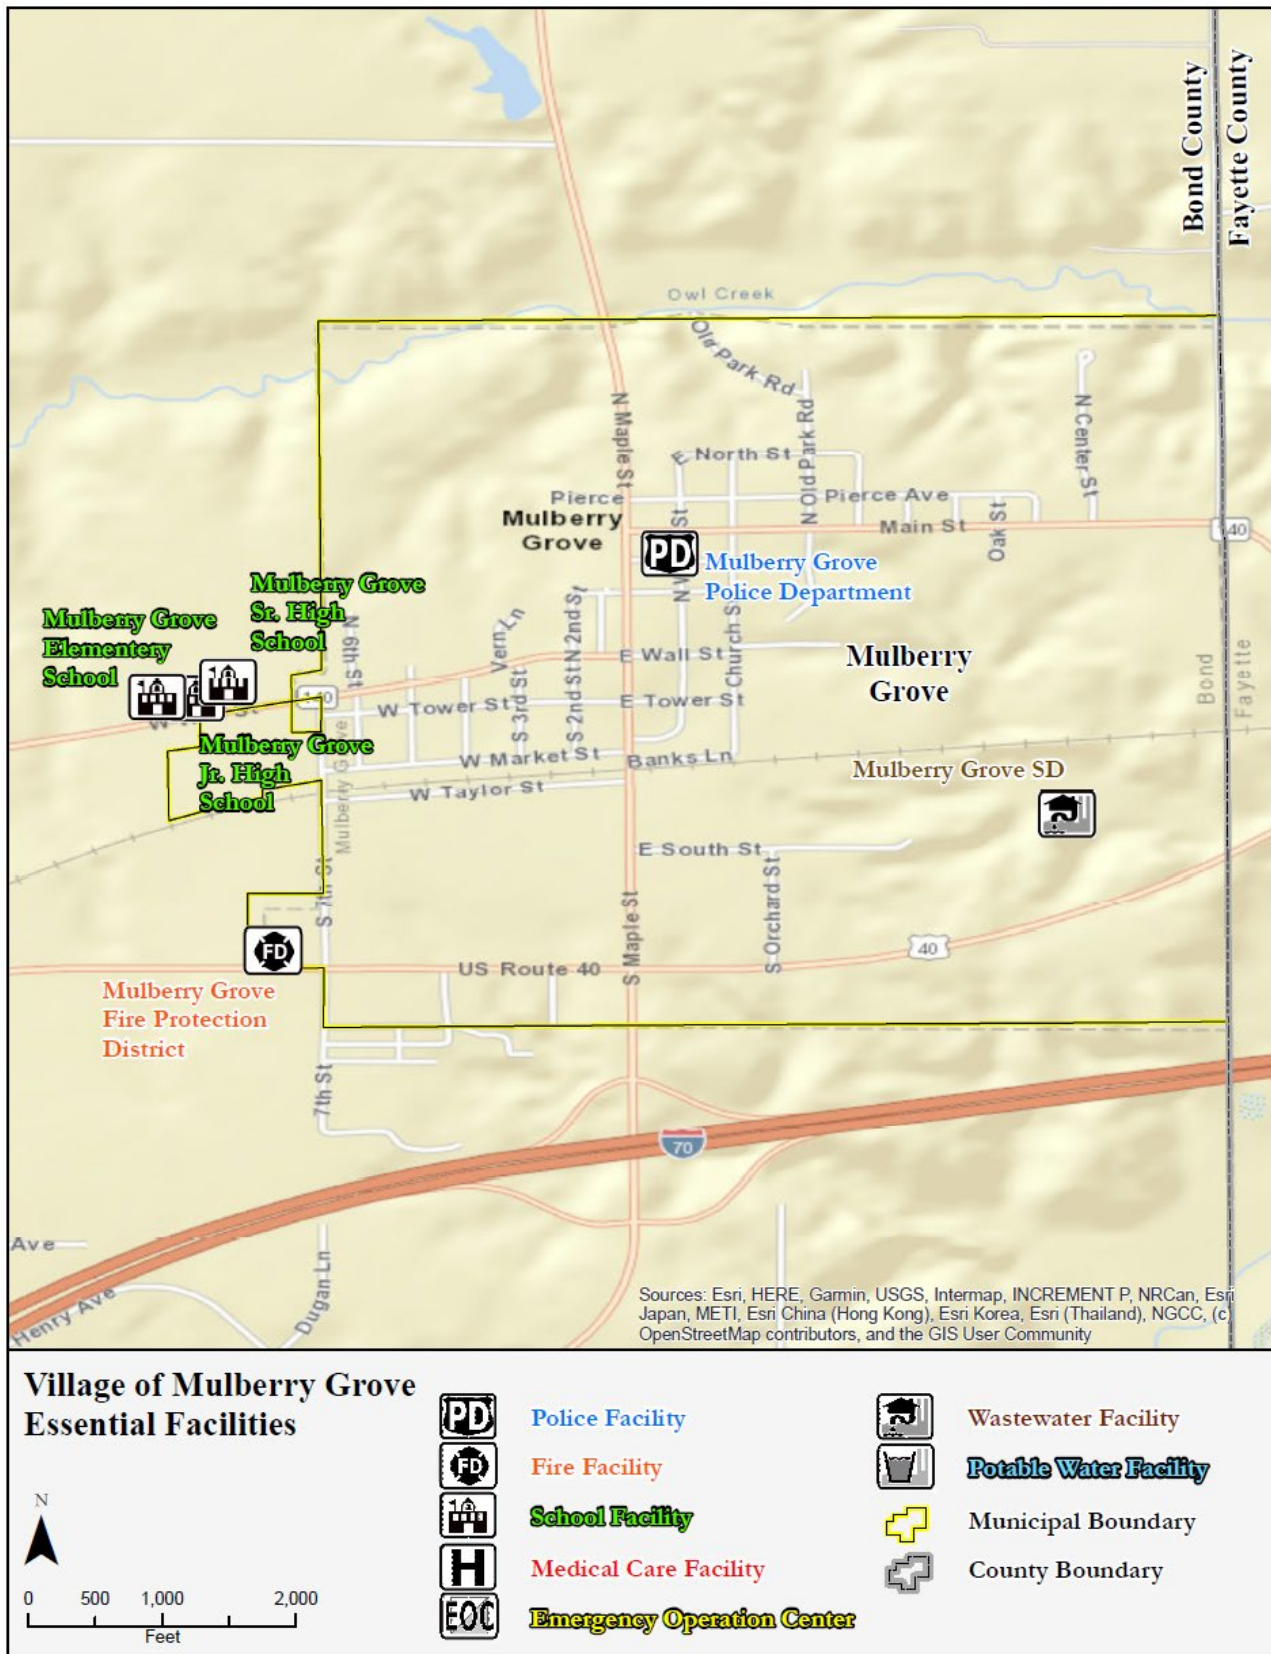 Bond County
Fayette County
Owl Creek
Old Park Rd
N Maple St
N Old Park Rd
N Center St
E North St
Pierce
Pierce Ave
Mulberry
Grove
Main St
Oak St
140
Mulberry Grove
Police Department
Mulberry Grove
Sr. High
School
Mulberry Grove
Elementery
School
N 6th St
Vern Ln
N 2nd St
Church S
E Wall St
Mulberry
Grove
Bond
Fayette
140
W Tower St
S 3rd St
S 2nd St
E Tower St
Mulberry Grove
Jr. High
School
Mulberry Grove
W Market St
Banks Ln
W Taylor St
Mulberry Grove SD
E South St
S 7th St
S Maple St
S Orchard St
FD
PD
40
US Route 40
Mulberry Grove
Fire Protection
District
7th St
70
Ave
Henry Ave
Dugan Ln
Sources: Esri, HERE, Garmin, USGS, Intermap, INCREMENT P, NRCan, Esri
Japan, METI, Esri China (Hong Kong), Esri Korea, Esri (Thailand), NGCC, (c)
OpenStreetMap contributors, and the GIS User Community
Village of Mulberry Grove
Essential Facilities
N
0 500 1,000 2,000
Feet
PD Police Facility
FD Fire Facility
School Facility
H Medical Care Facility
EOC Emergency Operation Center
Wastewater Facility
Potable Water Facility
Municipal Boundary
County Boundary